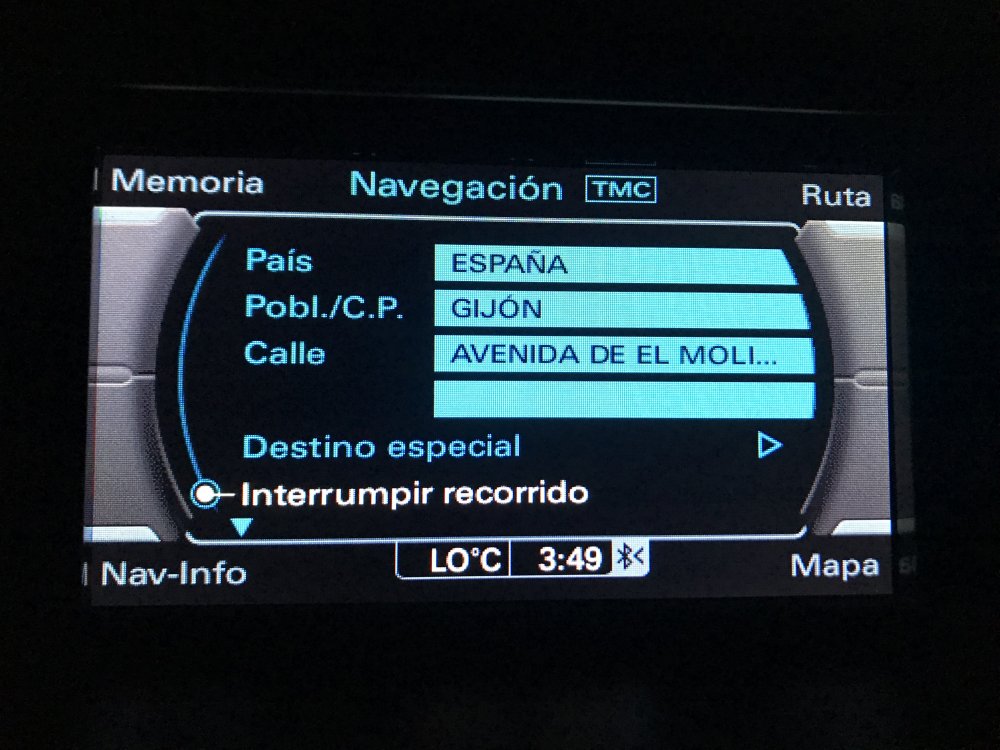 Memoria Navegación TMC Ruta
País ESPAÑA
Pobl./C.P. GIJÓN
Calle AVENIDA DE EL MOLI...
Destino especial
Interrumpir recorrido
Nav-Info LO°C 3:49 Mapa